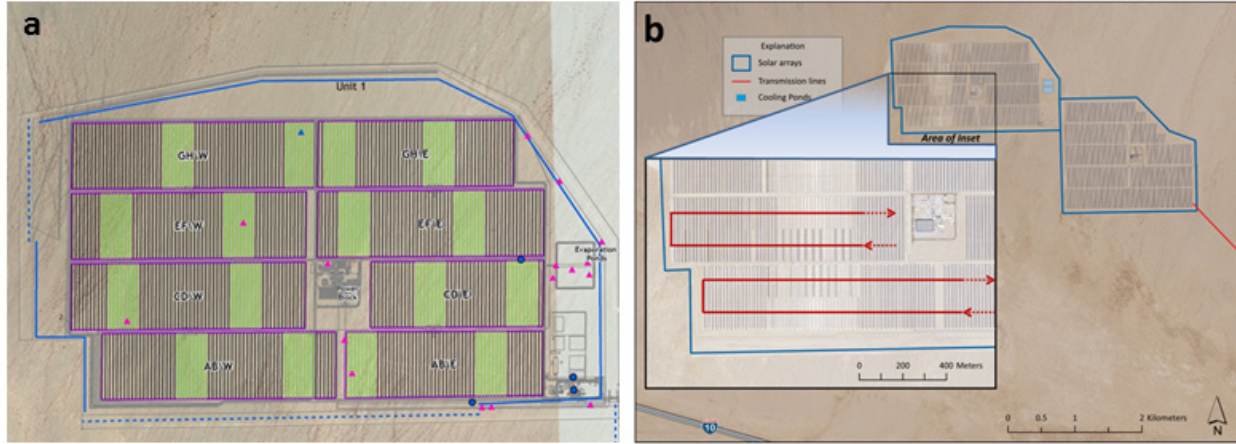 a
Unit 1
GH\W
GH\E
EF\W
EF\E
Evaporation
Ponds
CD\W
Power
Block
CD\E
AB\W
AB\E
b
Explanation
Solar arrays
Transmission lines
Cooling Ponds
Area of Inset
0 200 400 Meters
0 0.5 1 2 Kilometers
N
10